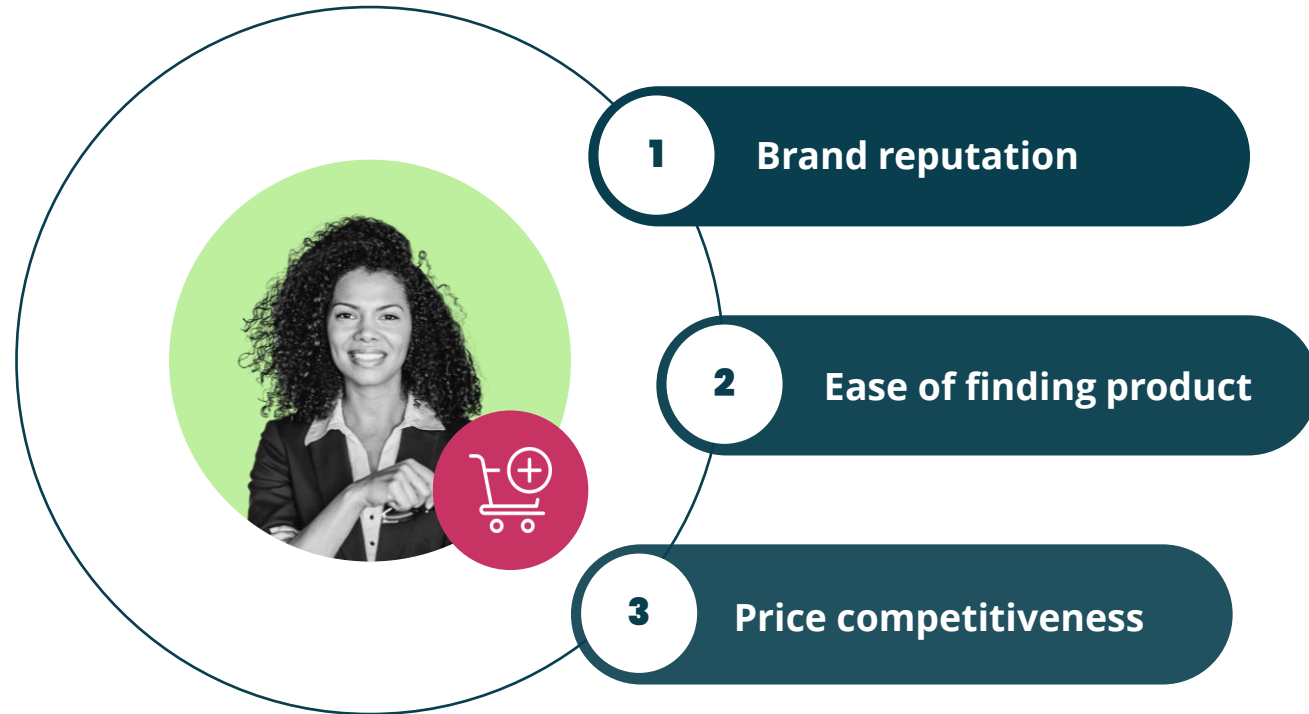 1
Brand reputation
2
Ease of finding product
3
Price competitiveness